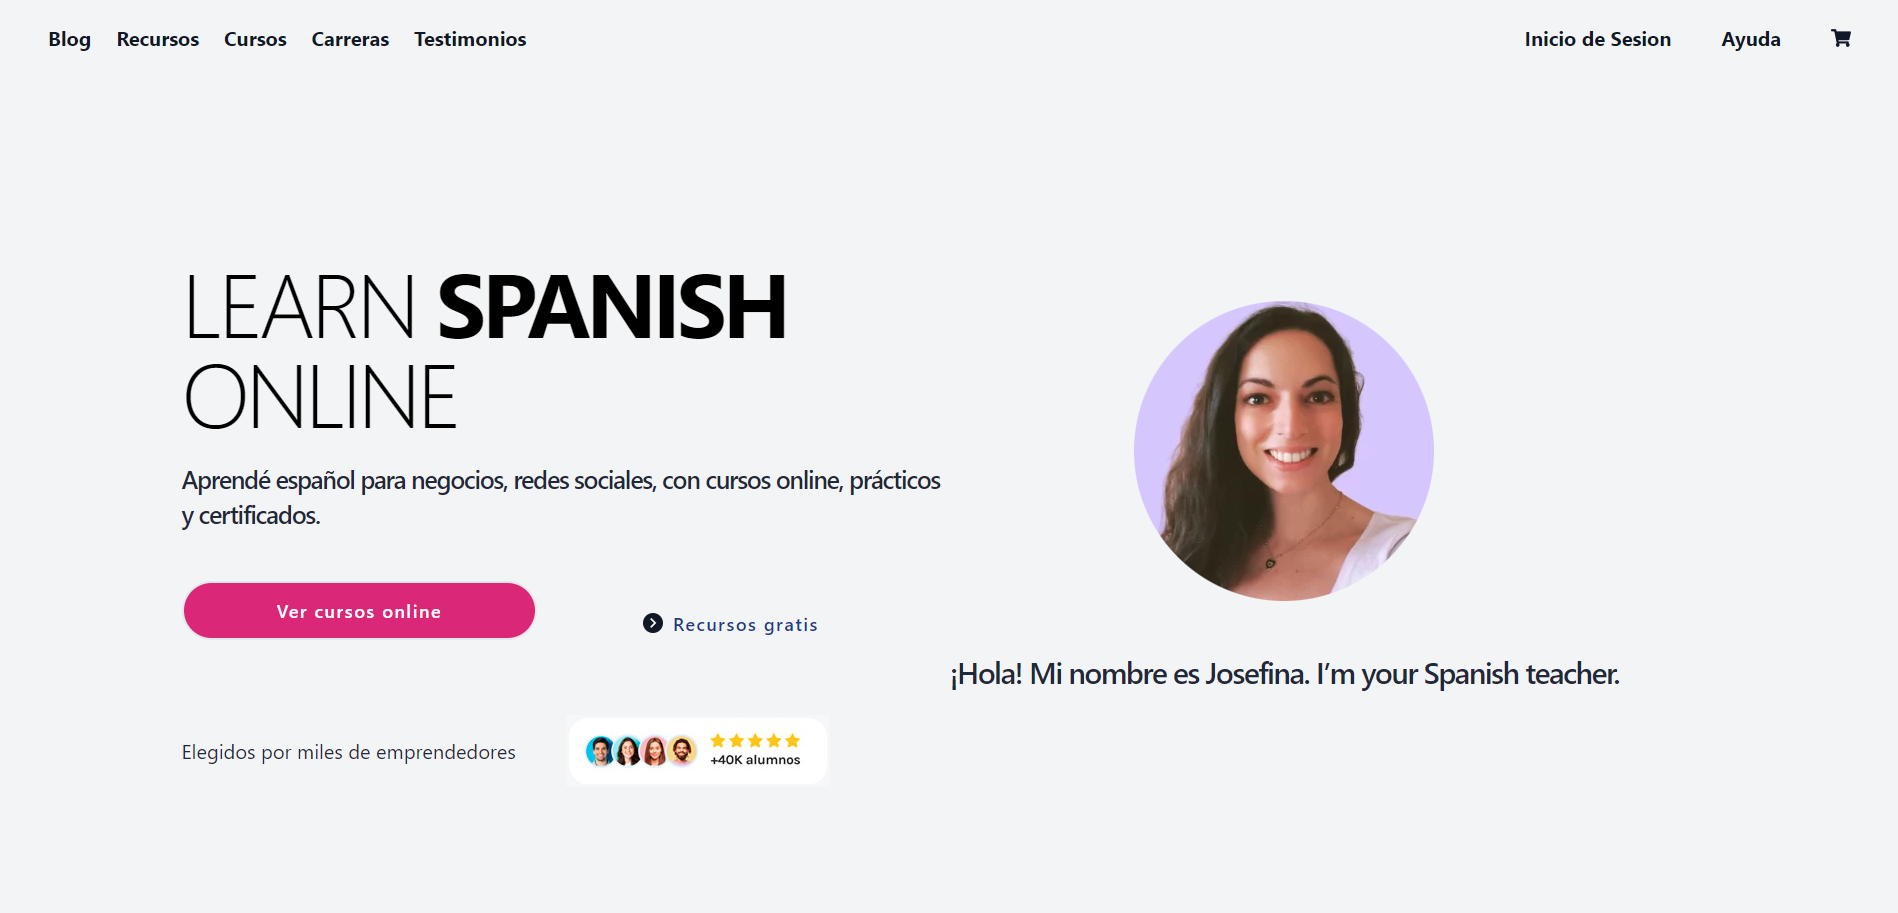 Blog Recursos Cursos Carreras Testimonios Inicio de Sesion Ayuda
LEARN SPANISH
ONLINE
Aprendé español para negocios, redes sociales, con cursos online, prácticos
y certificados.
Ver cursos online
Recursos gratis
¡Hola! Mi nombre es Josefina. I’m your Spanish teacher.
Elegidos por miles de emprendedores
+40K alumnos